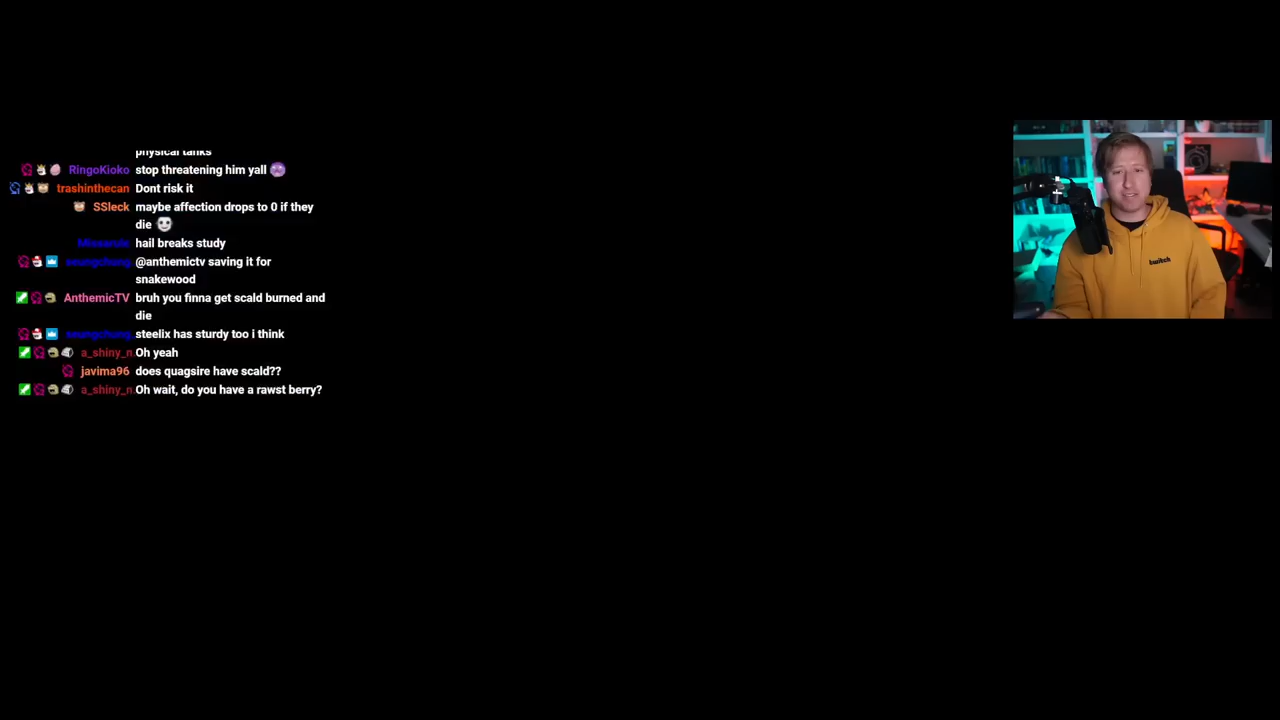 physical tanks
RingoKioko stop threatening him yall
trashinthecan Dont risk it
SSleck maybe affection drops to 0 if they
die
hail breaks study
seungchung @anthemictv saving it for
snakewood
AnthemicTV bruh you finna get scald burned and
die
seungchung steelix has sturdy too i think
a_shiny_n Oh yeah
javima96 does quagsire have scald??
a_shiny_n Oh wait, do you have a rawst berry?
twitch